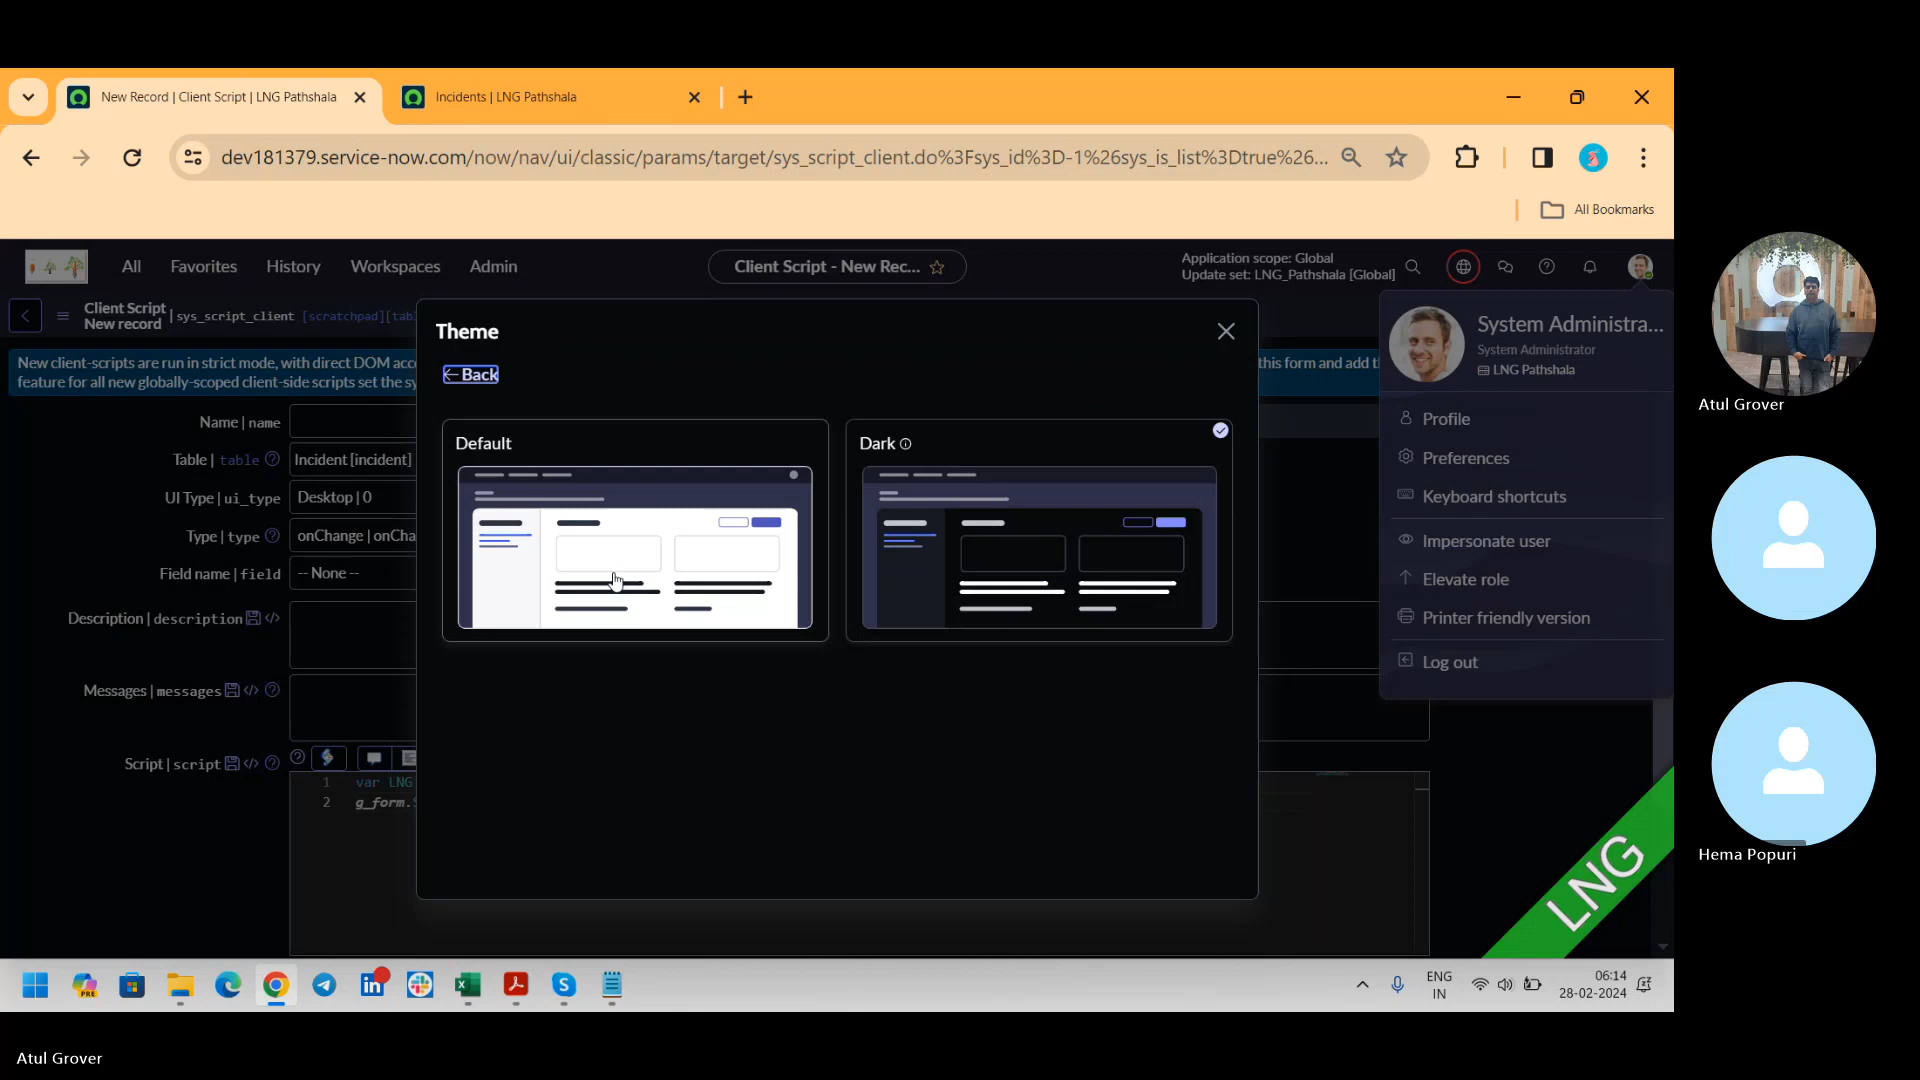 New Record | Client Script | LNG Pathshala
Incidents | LNG Pathshala
dev181379.service-now.com/now/nav/ui/classic/params/target/sys_script_client.do%3Fsys_id%3D-1%26sys_is_list%3Dtrue%26...
All Bookmarks
All
Favorites
History
Workspaces
Admin
Client Script - New Rec...
Application scope: Global
Update set: LNG_Pathshala [Global]
Client Script
New record
| sys_script_client [scratchpad][tabl
New client-scripts are run in strict mode, with direct DOM acce
this form and add th
feature for all new globally-scoped client-side scripts set the sy
Theme
← Back
Default
Dark
System Administra...
System Administrator
LNG Pathshala
Profile
Preferences
Keyboard shortcuts
Impersonate user
Elevate role
Printer friendly version
Log out
Name | name
Table | table
Incident [incident]
UI Type | ui_type
Desktop | 0
Type | type
onChange | onCha
Field name | field
-- None --
Description | description
Messages | messages
Script | script
1 var LNG
2 g_form.
LNG
PRE
ENG
IN
06:14
28-02-2024
Atul Grover
Hema Popuri
Atul Grover